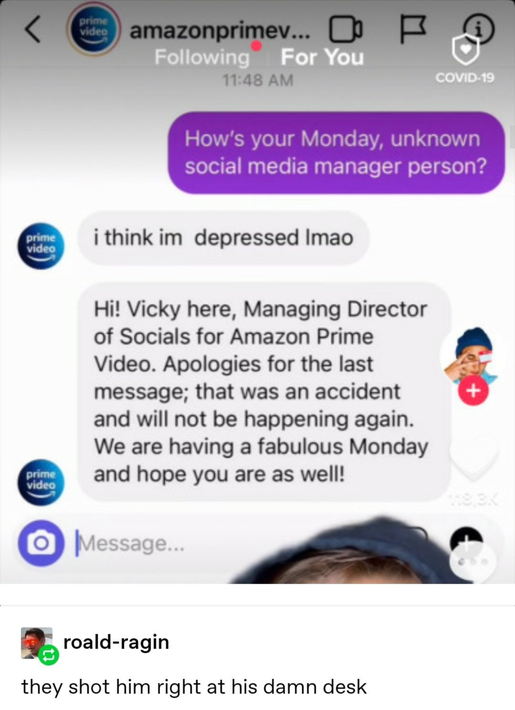 prime
video
amazonprimev...
Following For You
11:48 AM
COVID-19
How's your Monday, unknown
social media manager person?
prime
video
i think im depressed lmao
Hi! Vicky here, Managing Director
of Socials for Amazon Prime
Video. Apologies for the last
message; that was an accident
and will not be happening again.
We are having a fabulous Monday
and hope you are as well!
prime
video
118.3K
Message...
roald-ragin
they shot him right at his damn desk